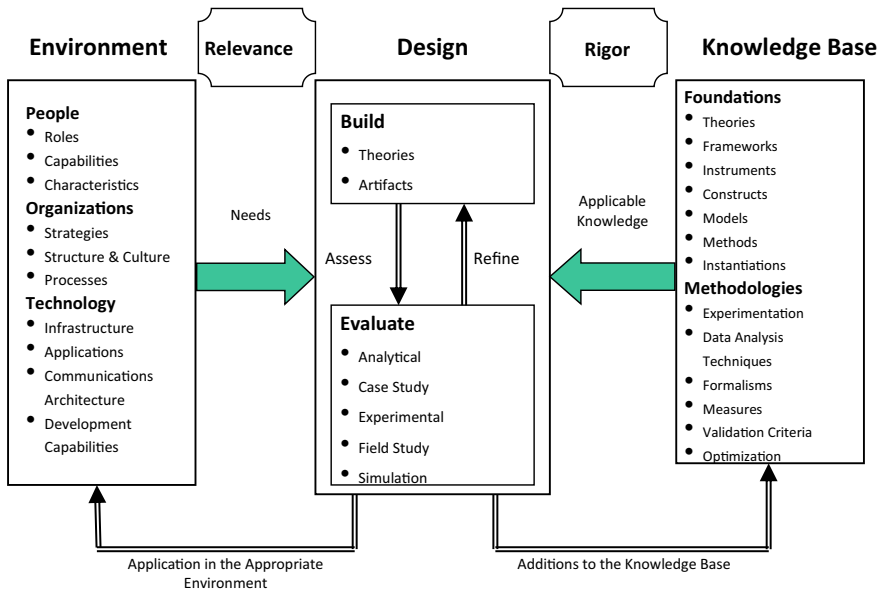 Environment
Relevance
Design
Rigor
Knowledge Base
People
• Roles
• Capabilities
• Characteristics
Organizations
• Strategies
• Structure & Culture
• Processes
Technology
• Infrastructure
• Applications
• Communications
Architecture
• Development
Capabilities
Needs
Build
• Theories
• Artifacts
Assess
Refine
Evaluate
• Analytical
• Case Study
• Experimental
• Field Study
• Simulation
Applicable
Knowledge
Foundations
• Theories
• Frameworks
• Instruments
• Constructs
• Models
• Methods
• Instantiations
Methodologies
• Experimentation
• Data Analysis
Techniques
• Formalisms
• Measures
• Validation Criteria
• Optimization
Application in the Appropriate
Environment
Additions to the Knowledge Base